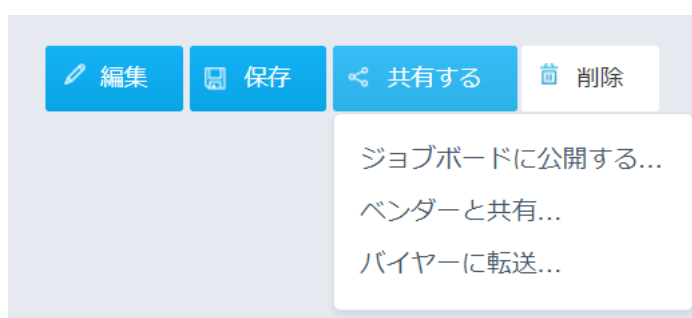 編集 保存 共有する 削除
ジョブボードに公開する...
ベンダーと共有...
バイヤーに転送...